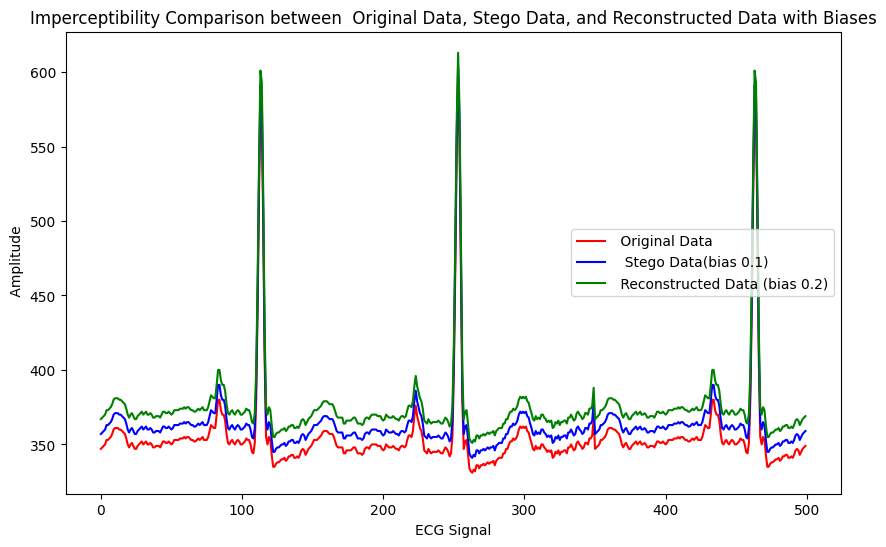 Imperceptibility Comparison between  Original Data, Stego Data, and Reconstructed Data with Biases
600
550
500
450
400
350
Amplitude
Original Data
Stego Data(bias 0.1)
Reconstructed Data (bias 0.2)
0 100 200 300 400 500
ECG Signal